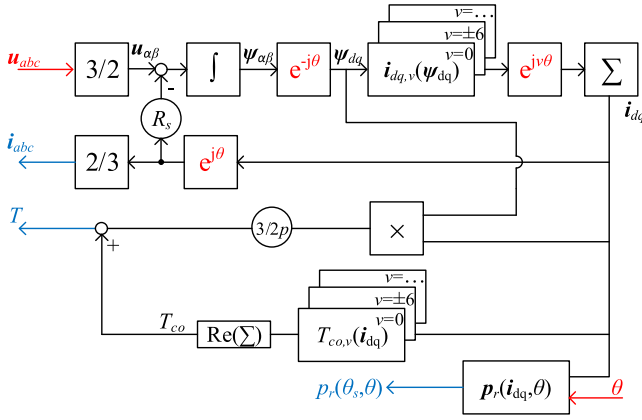 v=…
v=±6
v=0
u_abc
3/2
u_αβ
-
∫
ψ_αβ
e^-jθ
ψ_dq
i_dq,v(ψ_dq)
e^jvθ
∑
R_s
i_dq
i_abc
2/3
e^jθ
T
+
3/2p
×
v=…
v=±6
v=0
T_co
Re(∑)
T_co,v(i_dq)
p_r(θ_s,θ)
p_r(i_dq,θ)
θ